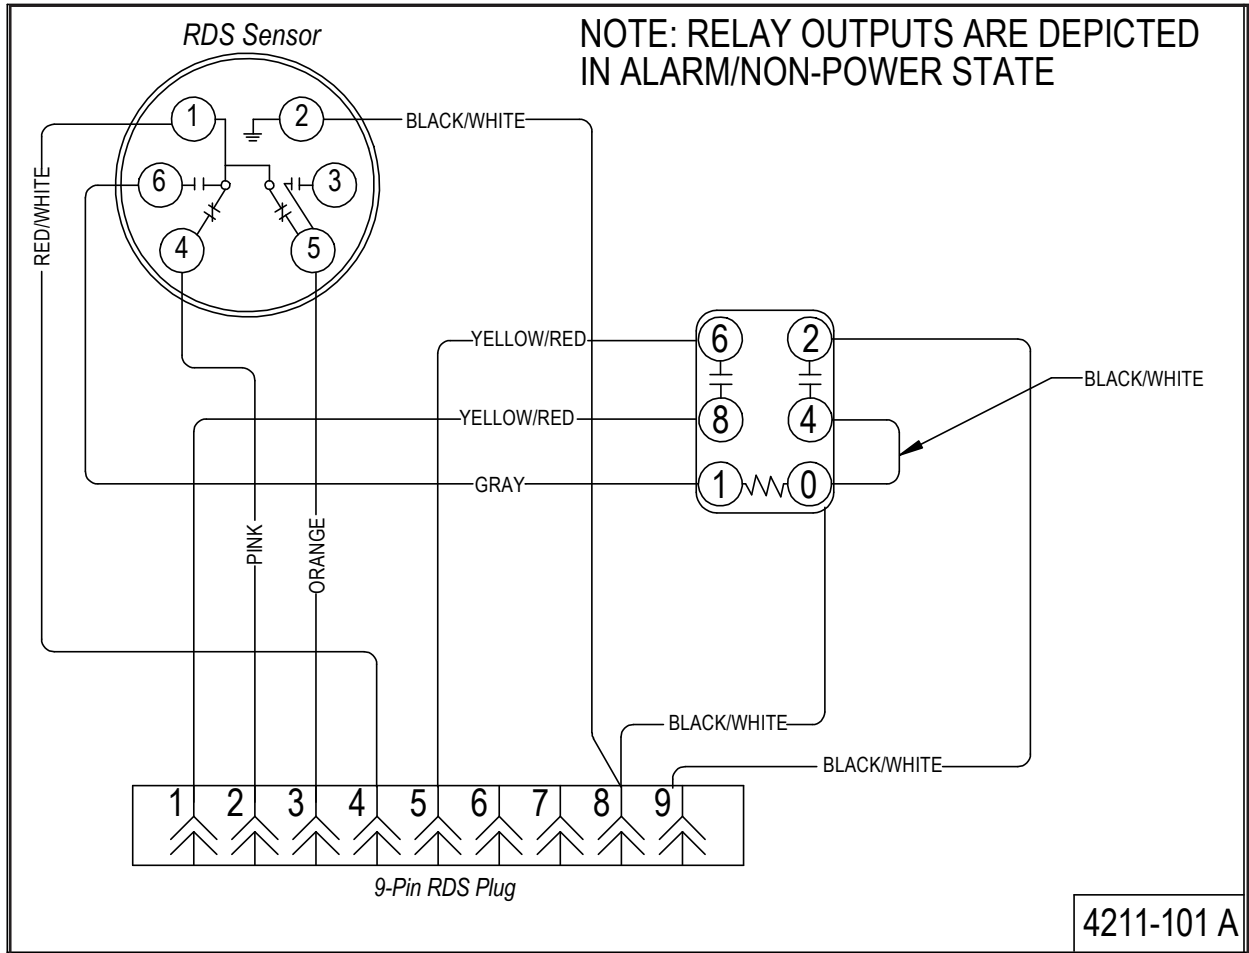 RDS Sensor
NOTE: RELAY OUTPUTS ARE DEPICTED
IN ALARM/NON-POWER STATE
1
2
BLACK/WHITE
6
3
RED/WHITE
4
5
YELLOW/RED
6
2
BLACK/WHITE
YELLOW/RED
8
4
GRAY
1
0
PINK
ORANGE
BLACK/WHITE
BLACK/WHITE
1 2 3 4 5 6 7 8 9
9-Pin RDS Plug
4211-101 A